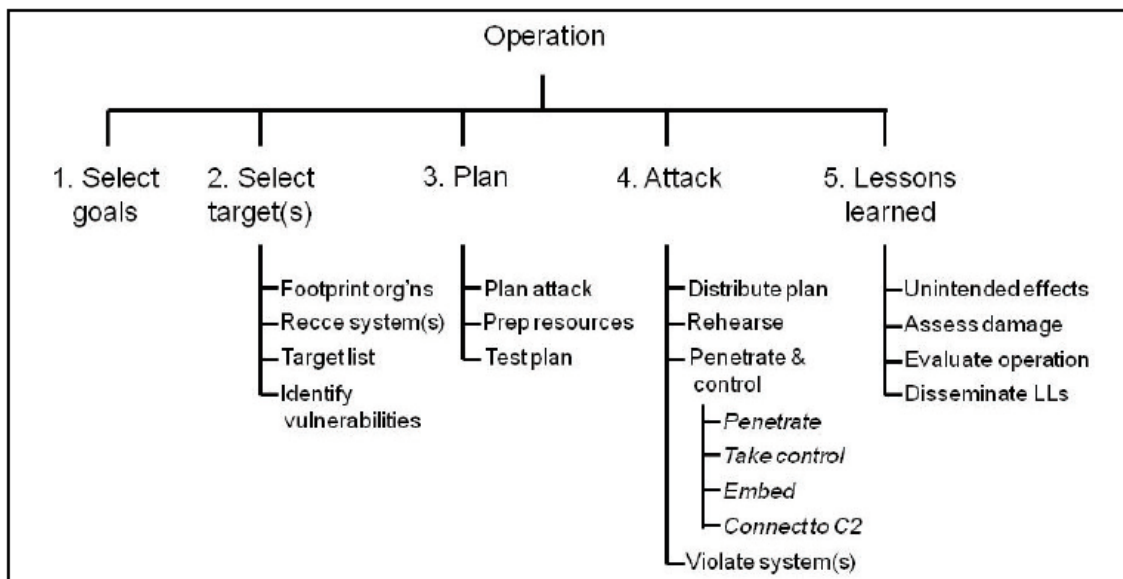 Operation
1. Select
goals
2. Select
target(s)
Footprint org'ns
Recce system(s)
Target list
Identify
vulnerabilities
3. Plan
Plan attack
Prep resources
Test plan
4. Attack
Distribute plan
Rehearse
Penetrate &
control
Penetrate
Take control
Embed
Connect to C2
Violate system(s)
5. Lessons
learned
Unintended effects
Assess damage
Evaluate operation
Disseminate LLs